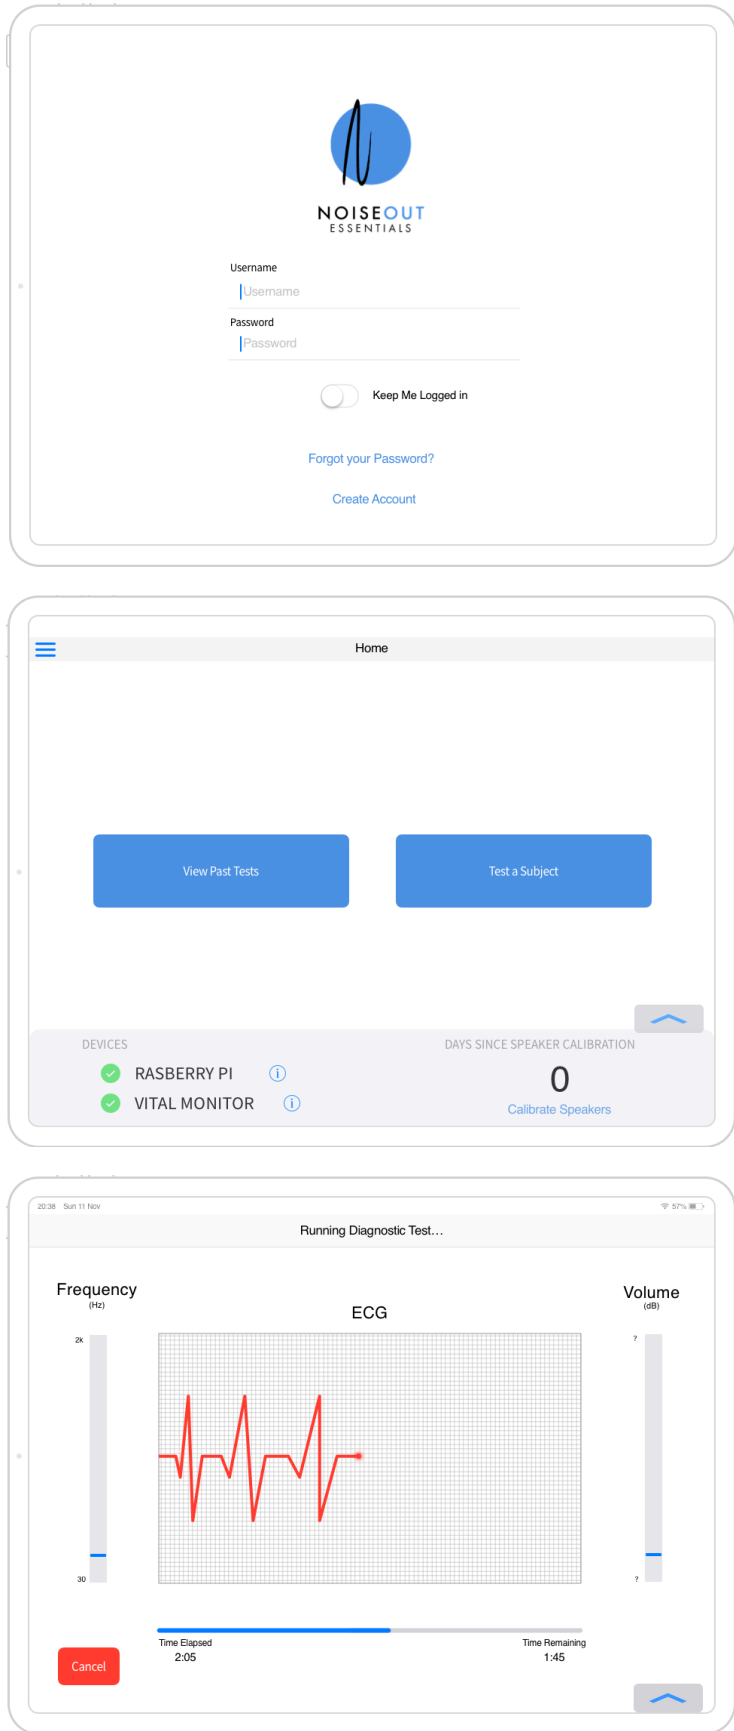 NOISEOUT
ESSENTIALS
Username
Username
Password
Password
Keep Me Logged in
Forgot your Password?
Create Account
Home
View Past Tests
Test a Subject
DEVICES
DAYS SINCE SPEAKER CALIBRATION
RASBERRY PI
0
VITAL MONITOR
Calibrate Speakers
20:38 Sun 11 Nov
57%
Running Diagnostic Test...
Frequency
(Hz)
Volume
(dB)
ECG
2k
?
30
?
Time Elapsed
2:05
Time Remaining
1:45
Cancel